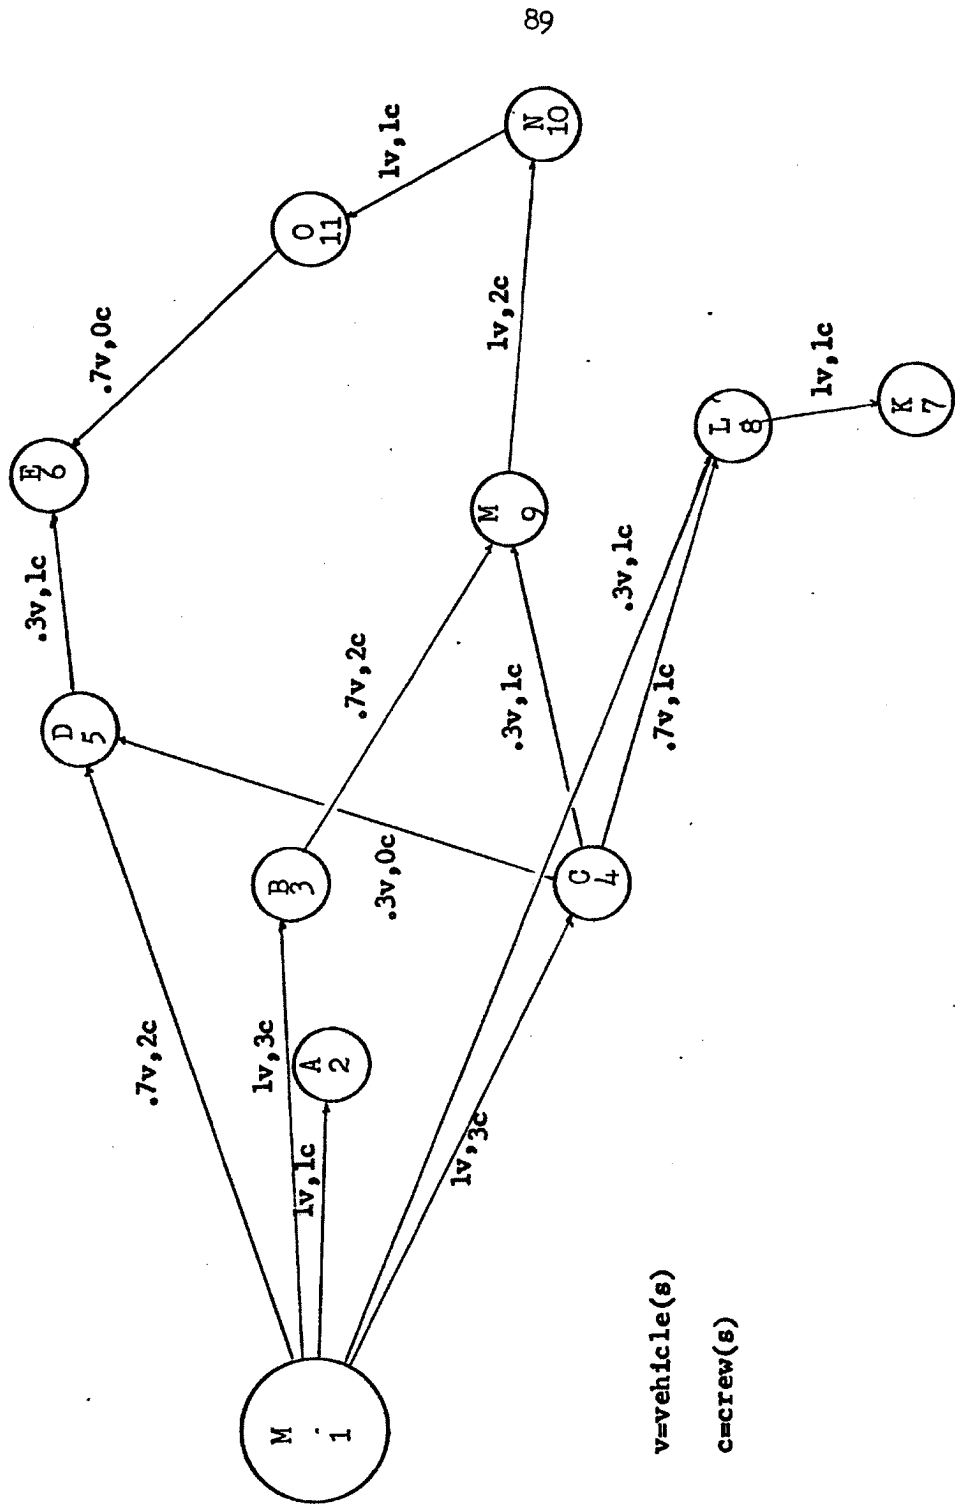 89
M
1
A
2
B
3
C
4
D
5
E
6
K
7
L
8
M
9
N
10
O
11
.7v,2c
1v,3c
1v,1c
1v,3c
.3v,0c
.7v,2c
.3v,1c
.7v,1c
.3v,1c
.3v,1c
1v,1c
1v,2c
1v,1c
.7v,0c
v=vehicle(s)
c=crew(s)